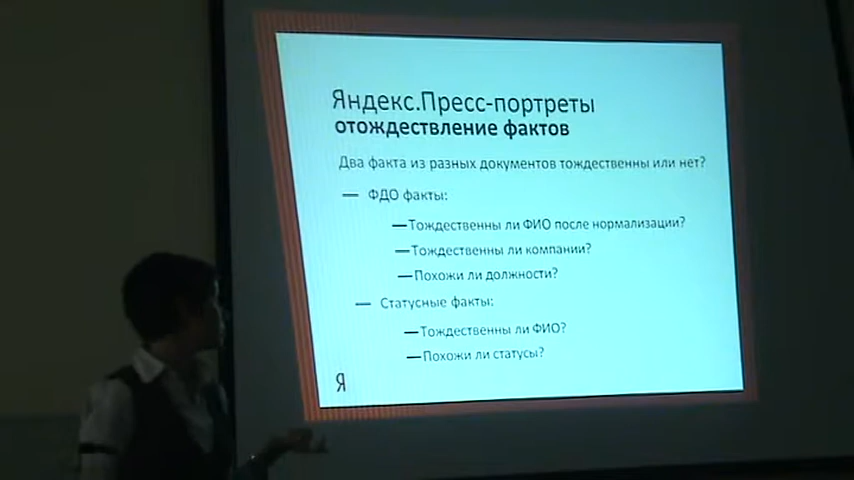 Яндекс.Пресс-портреты
отождествление фактов
Два факта из разных документов тождественны или нет?
— ФДО факты:
—Тождественны ли ФИО после нормализации?
—Тождественны ли компании?
—Похожи ли должности?
— Статусные факты:
—Тождественны ли ФИО?
—Похожи ли статусы?
Я